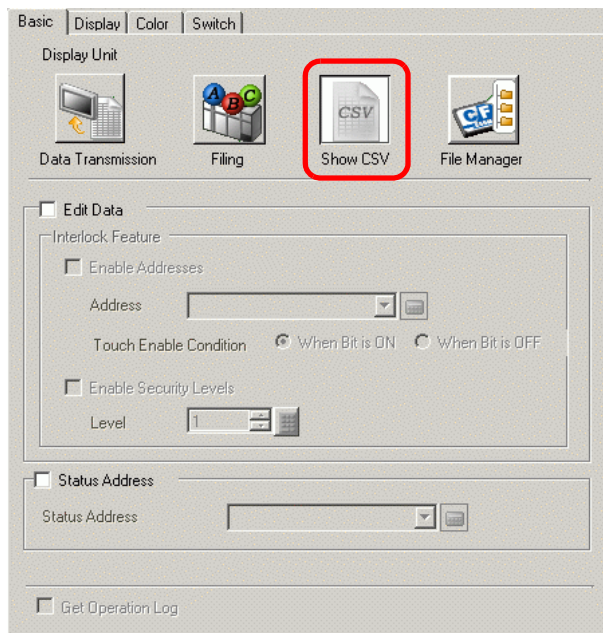 Basic Display Color Switch
Display Unit
A B C CSV CF
Data Transmission Filing Show CSV File Manager
Edit Data
Interlock Feature
Enable Addresses
Address
Touch Enable Condition When Bit is ON When Bit is OFF
Enable Security Levels
Level 1
Status Address
Status Address
Get Operation Log